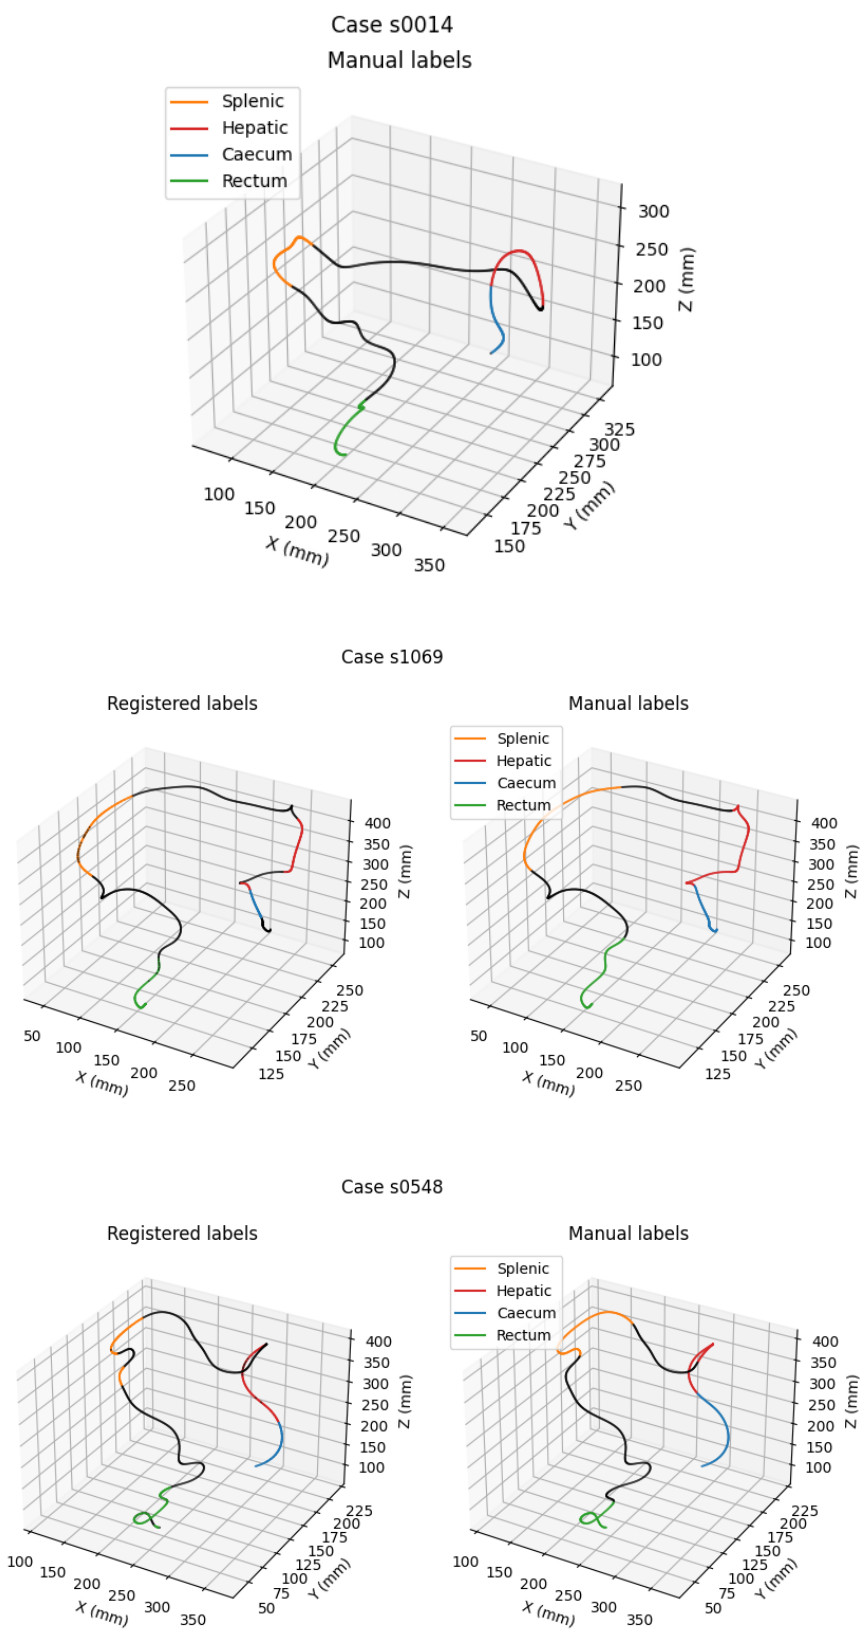 Case s0014
Manual labels
Splenic
Hepatic
Caecum
Rectum
300
250
200
150
100
Z (mm)
325
300
275
250
225
200
175
150
Y (mm)
100
150
200
250
300
350
X (mm)
Case s1069
Registered labels
400
350
300
250
200
150
100
Z (mm)
250
225
200
175
150
125
Y (mm)
50
100
150
200
250
X (mm)
Manual labels
Splenic
Hepatic
Caecum
Rectum
400
350
300
250
200
150
100
Z (mm)
250
225
200
175
150
125
Y (mm)
50
100
150
200
250
X (mm)
Case s0548
Registered labels
400
350
300
250
200
150
100
Z (mm)
225
200
175
150
125
100
75
50
Y (mm)
100
150
200
250
300
350
X (mm)
Manual labels
Splenic
Hepatic
Caecum
Rectum
400
350
300
250
200
150
100
Z (mm)
225
200
175
150
125
100
75
50
Y (mm)
100
150
200
250
300
350
X (mm)